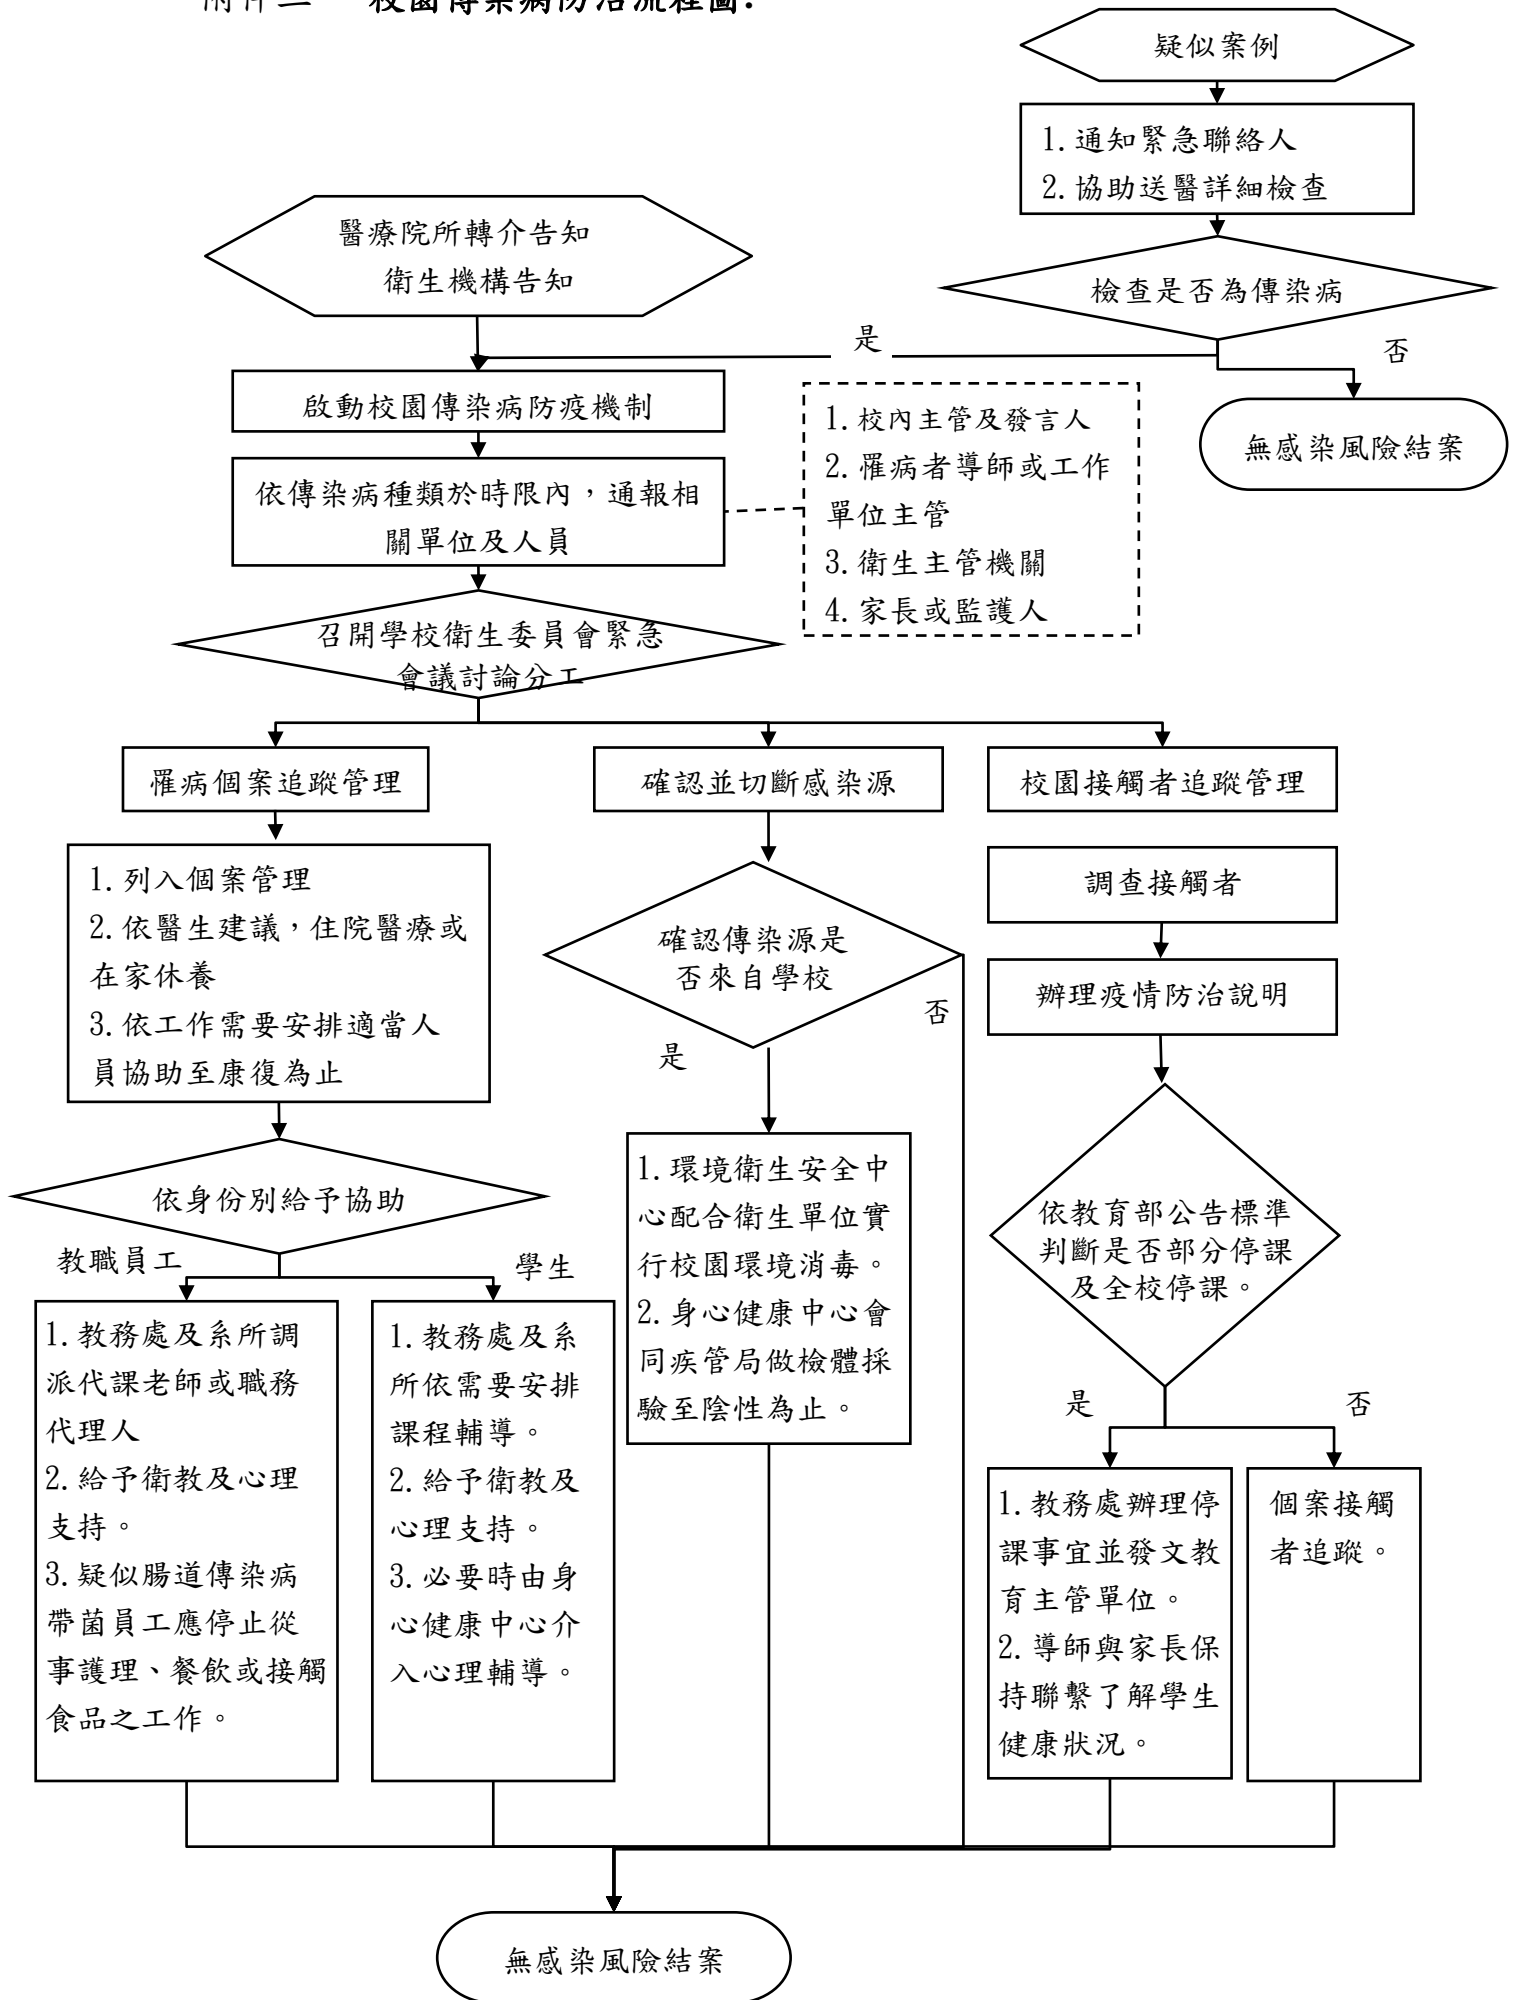 校園傳染病防治流程圖:
疑似案例
1.通知緊急聯絡人
2.協助送醫詳細檢查
醫療院所轉介告知
衛生機構告知
檢查是否為傳染病
是
否
啟動校園傳染病防疫機制
無感染風險結案
依傳染病種類於時限內，通報相
關單位及人員
1.校內主管及發言人
2.罹病者導師或工作
單位主管
3.衛生主管機關
4.家長或監護人
召開學校衛生委員會緊急
會議討論分工
罹病個案追蹤管理
確認並切斷感染源
校園接觸者追蹤管理
1.列入個案管理
2.依醫生建議，住院醫療或
在家休養
3.依工作需要安排適當人
員協助至康復為止
確認傳染源是
否來自學校
是
否
調查接觸者
辦理疫情防治說明
依身份別給予協助
教職員工
學生
1.環境衛生安全中
心配合衛生單位實
行校園環境消毒。
2.身心健康中心會
同疾管局做檢體採
驗至陰性為止。
依教育部公告標準
判斷是否部分停課
及全校停課。
是
否
1.教務處及系所調
派代課老師或職務
代理人
2.給予衛教及心理
支持。
3.疑似腸道傳染病
帶菌員工應停止從
事護理、餐飲或接觸
食品之工作。
1.教務處及系
所依需要安排
課程輔導。
2.給予衛教及
心理支持。
3.必要時由身
心健康中心介
入心理輔導。
1.教務處辦理停
課事宜並發文教
育主管單位。
2.導師與家長保
持聯繫了解學生
健康狀況。
個案接觸
者追蹤。
無感染風險結案